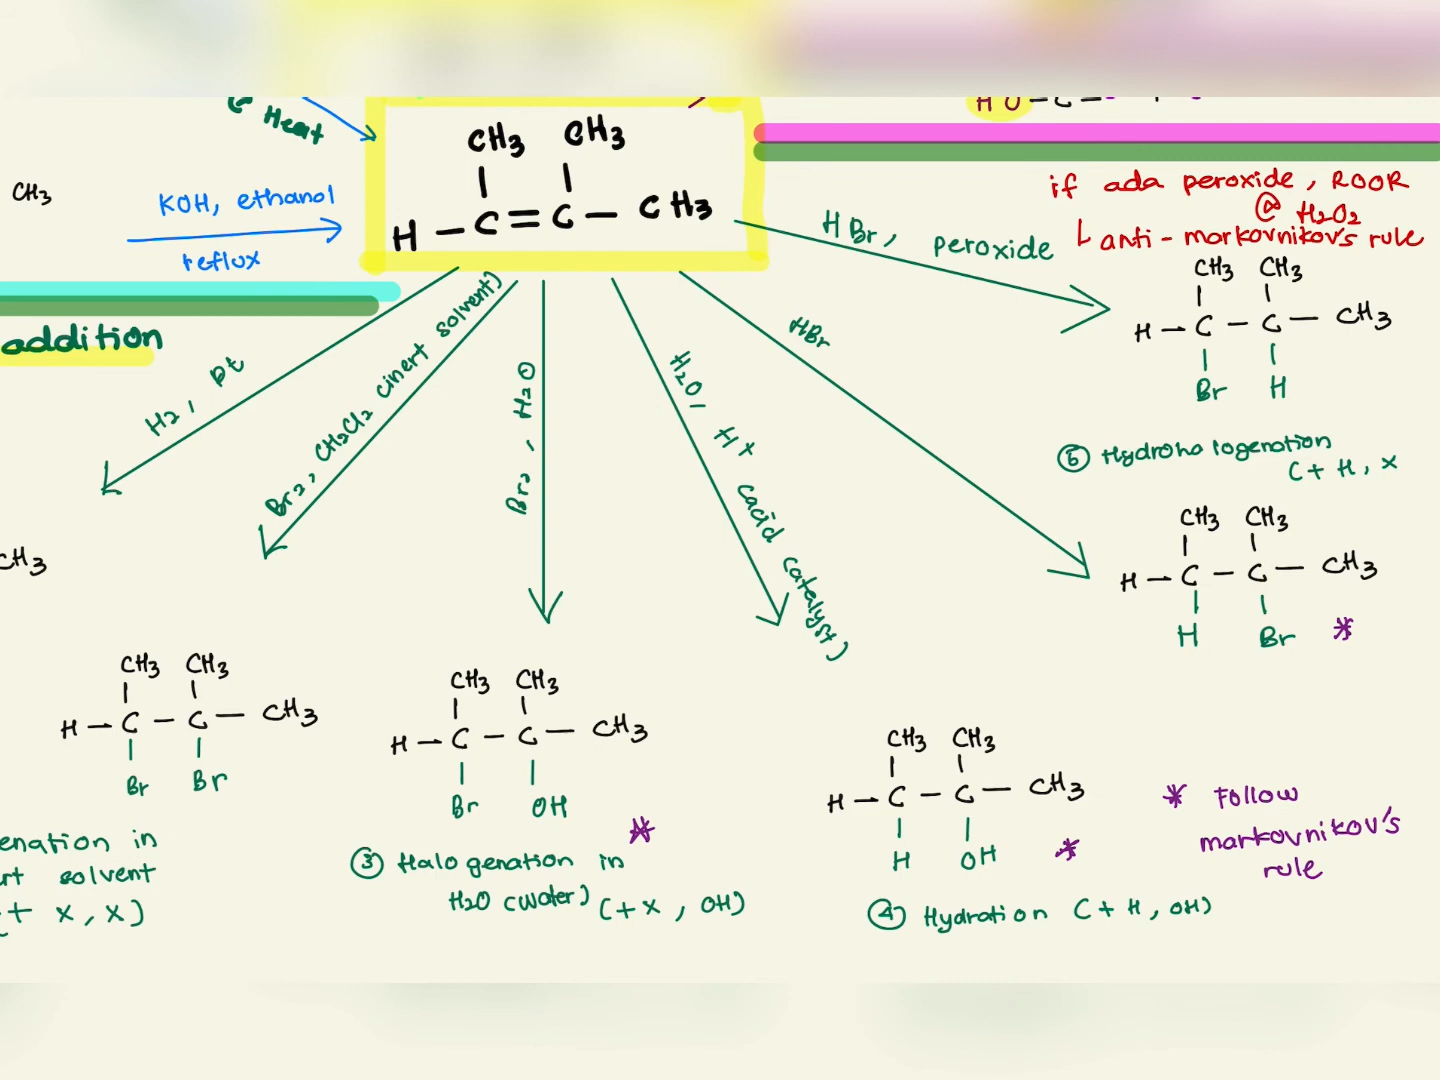 Heat
CH3 CH3
H - C = C - CH3
CH3
KOH, ethanol
reflux
HBr, peroxide
if ada peroxide, ROOR
@ H2O2
anti - markovnikov's rule
CH3 CH3
H - C - C - CH3
Br H
addition
H2, pt
Br2, CH2Cl2 cinert solvent)
Br2, H2O
H2O, H+ cacid catalyst)
HBr
⑤ Hydrohalogenation
(+ H, x
CH3 CH3
H - C - C - CH3
H Br *
CH3
CH3 CH3
H - C - C - CH3
Br Br
enation in
rt solvent
(+ x, x)
CH3 CH3
H - C - C - CH3
Br OH *
③ Halogenation in
H2O (water) (+ x, OH)
CH3 CH3
H - C - C - CH3
H OH *
④ Hydration (+ H, OH)
* Follow
markovnikov's
rule